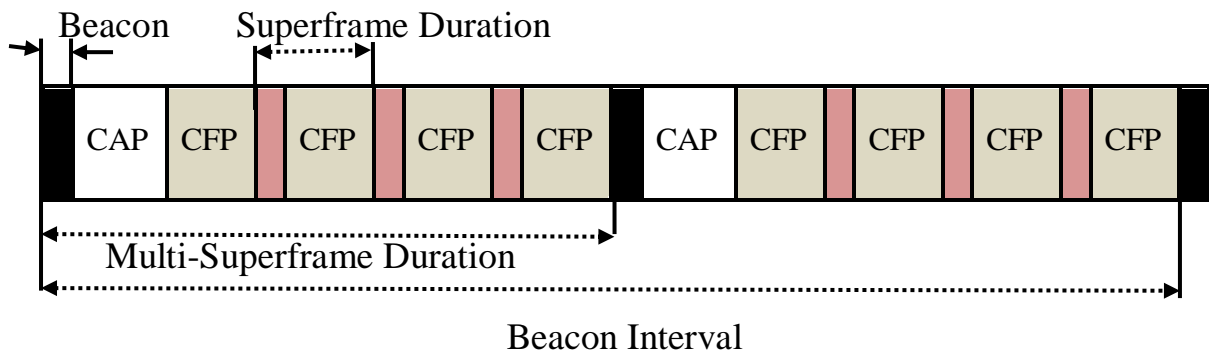 Beacon Superframe Duration
CAP CFP CFP CFP CFP CAP CFP CFP CFP CFP
Multi-Superframe Duration
Beacon Interval